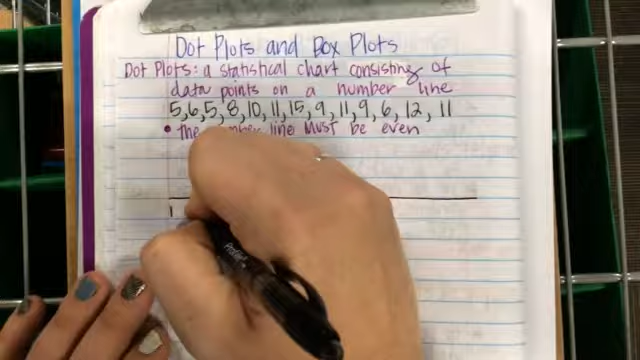 Dot Plots and Box Plots
Dot Plots: a statistical chart consisting of
data points on a number line
5,6,5,8,10,11,15,9,11,9,6,12,11
• the number line MUST be even